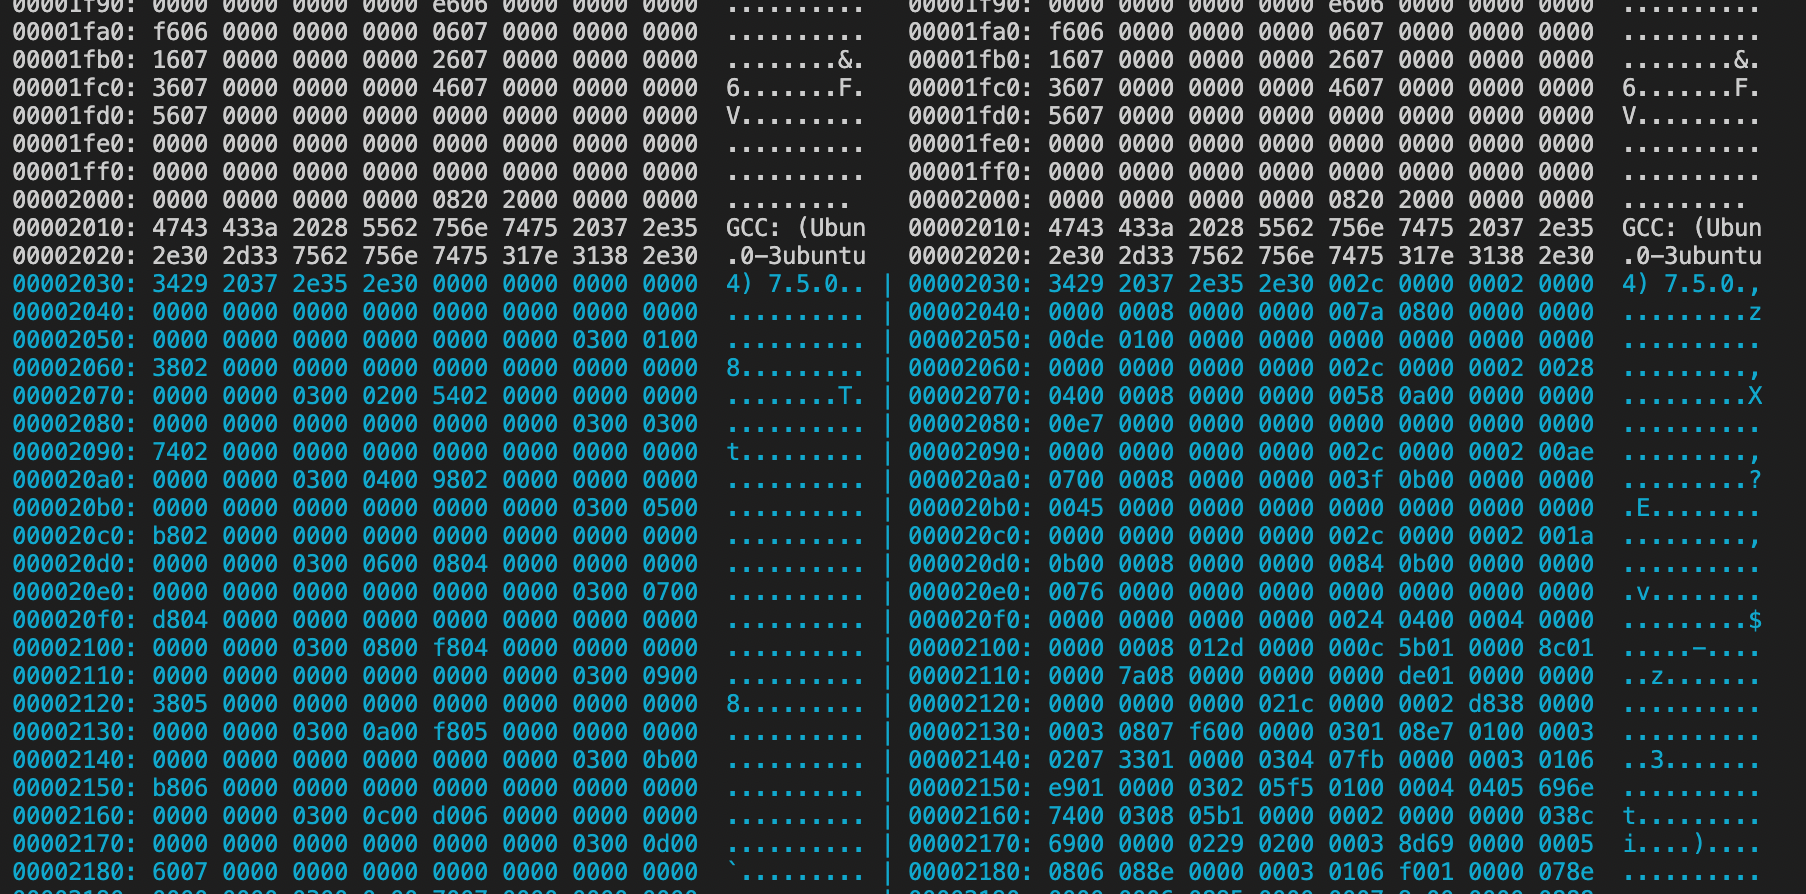 00001f90: 0000 0000 0000 0000 e606 0000 0000 0000  ..........   00001f90: 0000 0000 0000 0000 e606 0000 0000 0000  ..........
00001fa0: f606 0000 0000 0000 0607 0000 0000 0000  ..........   00001fa0: f606 0000 0000 0000 0607 0000 0000 0000  ..........
00001fb0: 1607 0000 0000 0000 2607 0000 0000 0000  ........&.   00001fb0: 1607 0000 0000 0000 2607 0000 0000 0000  ........&.
00001fc0: 3607 0000 0000 0000 4607 0000 0000 0000  6.......F.   00001fc0: 3607 0000 0000 0000 4607 0000 0000 0000  6.......F.
00001fd0: 5607 0000 0000 0000 0000 0000 0000 0000  V.........   00001fd0: 5607 0000 0000 0000 0000 0000 0000 0000  V.........
00001fe0: 0000 0000 0000 0000 0000 0000 0000 0000  ..........   00001fe0: 0000 0000 0000 0000 0000 0000 0000 0000  ..........
00001ff0: 0000 0000 0000 0000 0000 0000 0000 0000  ..........   00001ff0: 0000 0000 0000 0000 0000 0000 0000 0000  ..........
00002000: 0000 0000 0000 0000 0820 2000 0000 0000  .........    00002000: 0000 0000 0000 0000 0820 2000 0000 0000  .........
00002010: 4743 433a 2028 5562 756e 7475 2037 2e35  GCC: (Ubun   00002010: 4743 433a 2028 5562 756e 7475 2037 2e35  GCC: (Ubun
00002020: 2e30 2d33 7562 756e 7475 317e 3138 2e30  .0-3ubuntu   00002020: 2e30 2d33 7562 756e 7475 317e 3138 2e30  .0-3ubuntu
00002030: 3429 2037 2e35 2e30 0000 0000 0000 0000  4) 7.5.0.. | 00002030: 3429 2037 2e35 2e30 002c 0000 0002 0000  4) 7.5.0.,
00002040: 0000 0000 0000 0000 0000 0000 0000 0000  .......... | 00002040: 0000 0008 0000 0000 007a 0800 0000 0000  .........z
00002050: 0000 0000 0000 0000 0000 0000 0300 0100  .......... | 00002050: 00de 0100 0000 0000 0000 0000 0000 0000  ..........
00002060: 3802 0000 0000 0000 0000 0000 0000 0000  8......... | 00002060: 0000 0000 0000 0000 002c 0000 0002 0028  .........,
00002070: 0000 0000 0300 0200 5402 0000 0000 0000  ........T. | 00002070: 0400 0008 0000 0000 0058 0a00 0000 0000  .........X
00002080: 0000 0000 0000 0000 0000 0000 0300 0300  .......... | 00002080: 00e7 0000 0000 0000 0000 0000 0000 0000  ..........
00002090: 7402 0000 0000 0000 0000 0000 0000 0000  t......... | 00002090: 0000 0000 0000 0000 002c 0000 0002 00ae  .........,
000020a0: 0000 0000 0300 0400 9802 0000 0000 0000  .......... | 000020a0: 0700 0008 0000 0000 003f 0b00 0000 0000  .........?
000020b0: 0000 0000 0000 0000 0000 0000 0300 0500  .......... | 000020b0: 0045 0000 0000 0000 0000 0000 0000 0000  .E........
000020c0: b802 0000 0000 0000 0000 0000 0000 0000  .......... | 000020c0: 0000 0000 0000 0000 002c 0000 0002 001a  .........,
000020d0: 0000 0000 0300 0600 0804 0000 0000 0000  .......... | 000020d0: 0b00 0008 0000 0000 0084 0b00 0000 0000  ..........
000020e0: 0000 0000 0000 0000 0000 0000 0300 0700  .......... | 000020e0: 0076 0000 0000 0000 0000 0000 0000 0000  .v........
000020f0: d804 0000 0000 0000 0000 0000 0000 0000  .......... | 000020f0: 0000 0000 0000 0000 0024 0400 0004 0000  .........$
00002100: 0000 0000 0300 0800 f804 0000 0000 0000  .......... | 00002100: 0000 0008 012d 0000 000c 5b01 0000 8c01  .....-....
00002110: 0000 0000 0000 0000 0000 0000 0300 0900  .......... | 00002110: 0000 7a08 0000 0000 0000 de01 0000 0000  ..z.......
00002120: 3805 0000 0000 0000 0000 0000 0000 0000  8......... | 00002120: 0000 0000 0000 021c 0000 0002 d838 0000  ..........
00002130: 0000 0000 0300 0a00 f805 0000 0000 0000  .......... | 00002130: 0003 0807 f600 0000 0301 08e7 0100 0003  ..........
00002140: 0000 0000 0000 0000 0000 0000 0300 0b00  .......... | 00002140: 0207 3301 0000 0304 07fb 0000 0003 0106  ..3.......
00002150: b806 0000 0000 0000 0000 0000 0000 0000  .......... | 00002150: e901 0000 0302 05f5 0100 0004 0405 696e  ..........
00002160: 0000 0000 0300 0c00 d006 0000 0000 0000  .......... | 00002160: 7400 0308 05b1 0000 0002 0000 0000 038c  t.........
00002170: 0000 0000 0000 0000 0000 0000 0300 0d00  .......... | 00002170: 6900 0000 0229 0200 0003 8d69 0000 0005  i....)....
00002180: 6007 0000 0000 0000 0000 0000 0000 0000  `......... | 00002180: 0806 088e 0000 0003 0106 f001 0000 078e  ..........